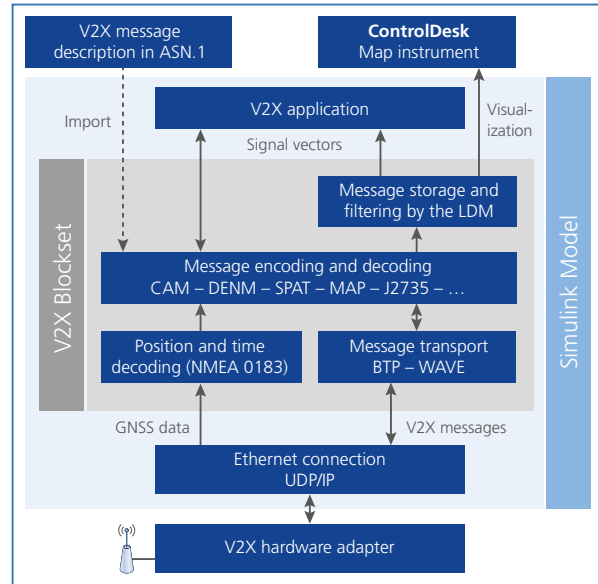 V2X message
description in ASN.1
ControlDesk
Map instrument
Import
V2X application
Visual-
ization
Signal vectors
Message storage and
filtering by the LDM
Message encoding and decoding
CAM – DENM – SPAT – MAP – J2735 – …
Position and time
decoding (NMEA 0183)
Message transport
BTP – WAVE
V2X Blockset
Simulink Model
GNSS data
V2X messages
Ethernet connection
UDP/IP
V2X hardware adapter